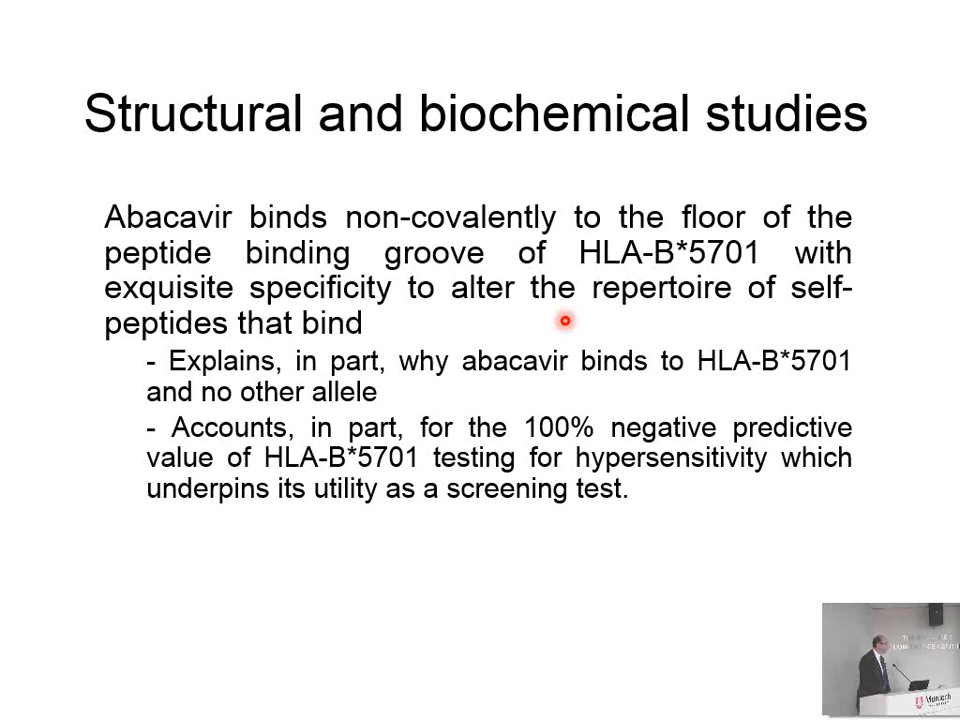 Structural and biochemical studies
Abacavir binds non-covalently to the floor of the
peptide binding groove of HLA-B*5701 with
exquisite specificity to alter the repertoire of self-
peptides that bind
- Explains, in part, why abacavir binds to HLA-B*5701
and no other allele
- Accounts, in part, for the 100% negative predictive
value of HLA-B*5701 testing for hypersensitivity which
underpins its utility as a screening test.
Murdoch